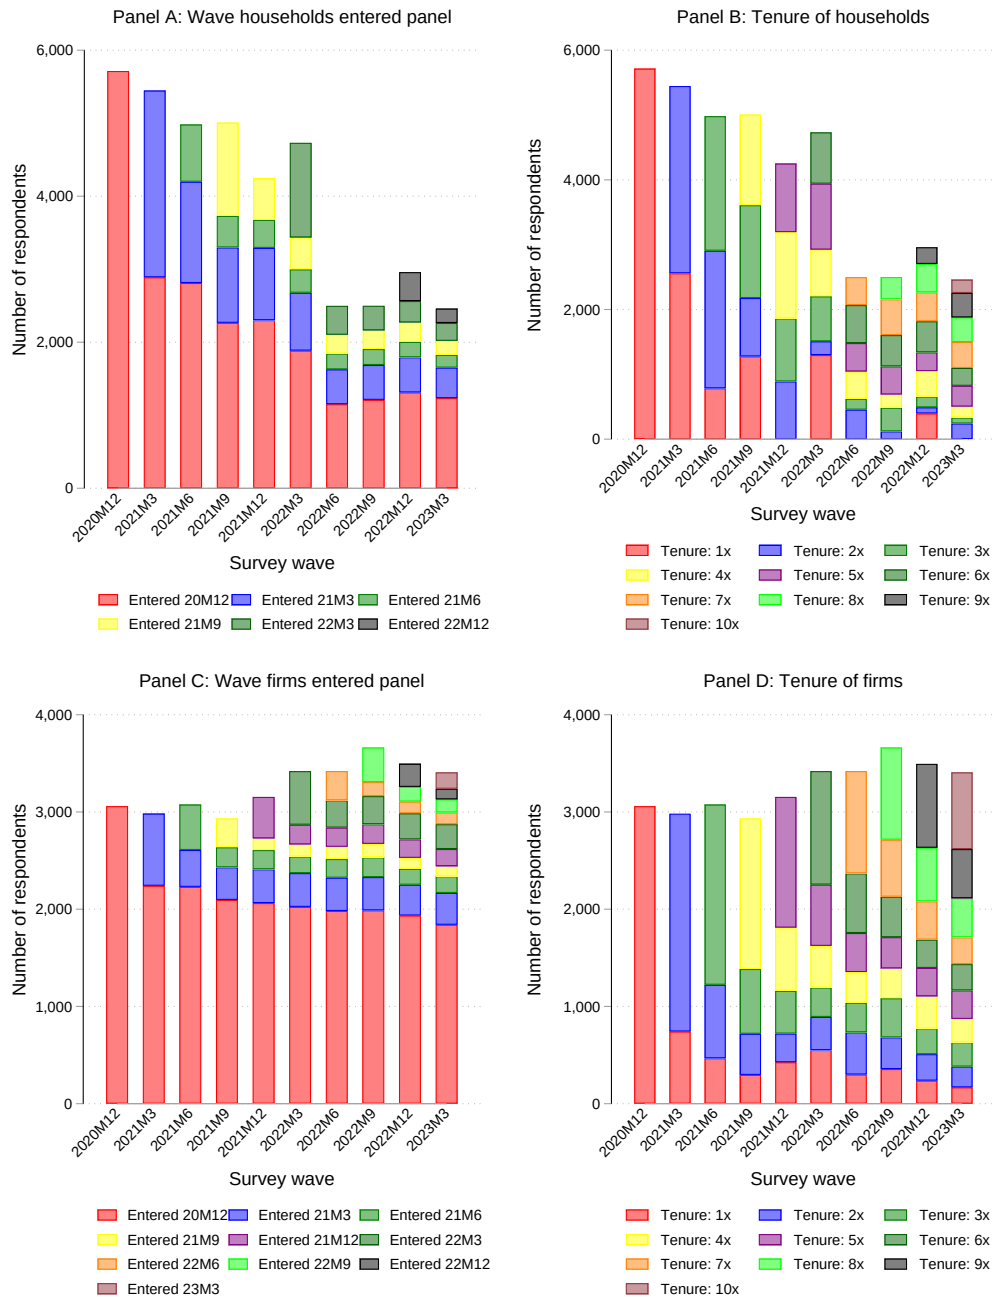 Panel A: Wave households entered panel
Number of respondents
6,000
4,000
2,000
0
2020M12
2021M3
2021M6
2021M9
2021M12
2022M3
2022M6
2022M9
2022M12
2023M3
Survey wave
Entered 20M12 Entered 21M3 Entered 21M6
Entered 21M9 Entered 22M3 Entered 22M12
Panel B: Tenure of households
Number of respondents
6,000
4,000
2,000
0
2020M12
2021M3
2021M6
2021M9
2021M12
2022M3
2022M6
2022M9
2022M12
2023M3
Survey wave
Tenure: 1x Tenure: 2x Tenure: 3x
Tenure: 4x Tenure: 5x Tenure: 6x
Tenure: 7x Tenure: 8x Tenure: 9x
Tenure: 10x
Panel C: Wave firms entered panel
Number of respondents
4,000
3,000
2,000
1,000
0
2020M12
2021M3
2021M6
2021M9
2021M12
2022M3
2022M6
2022M9
2022M12
2023M3
Survey wave
Entered 20M12 Entered 21M3 Entered 21M6
Entered 21M9 Entered 21M12 Entered 22M3
Entered 22M6 Entered 22M9 Entered 22M12
Entered 23M3
Panel D: Tenure of firms
Number of respondents
4,000
3,000
2,000
1,000
0
2020M12
2021M3
2021M6
2021M9
2021M12
2022M3
2022M6
2022M9
2022M12
2023M3
Survey wave
Tenure: 1x Tenure: 2x Tenure: 3x
Tenure: 4x Tenure: 5x Tenure: 6x
Tenure: 7x Tenure: 8x Tenure: 9x
Tenure: 10x